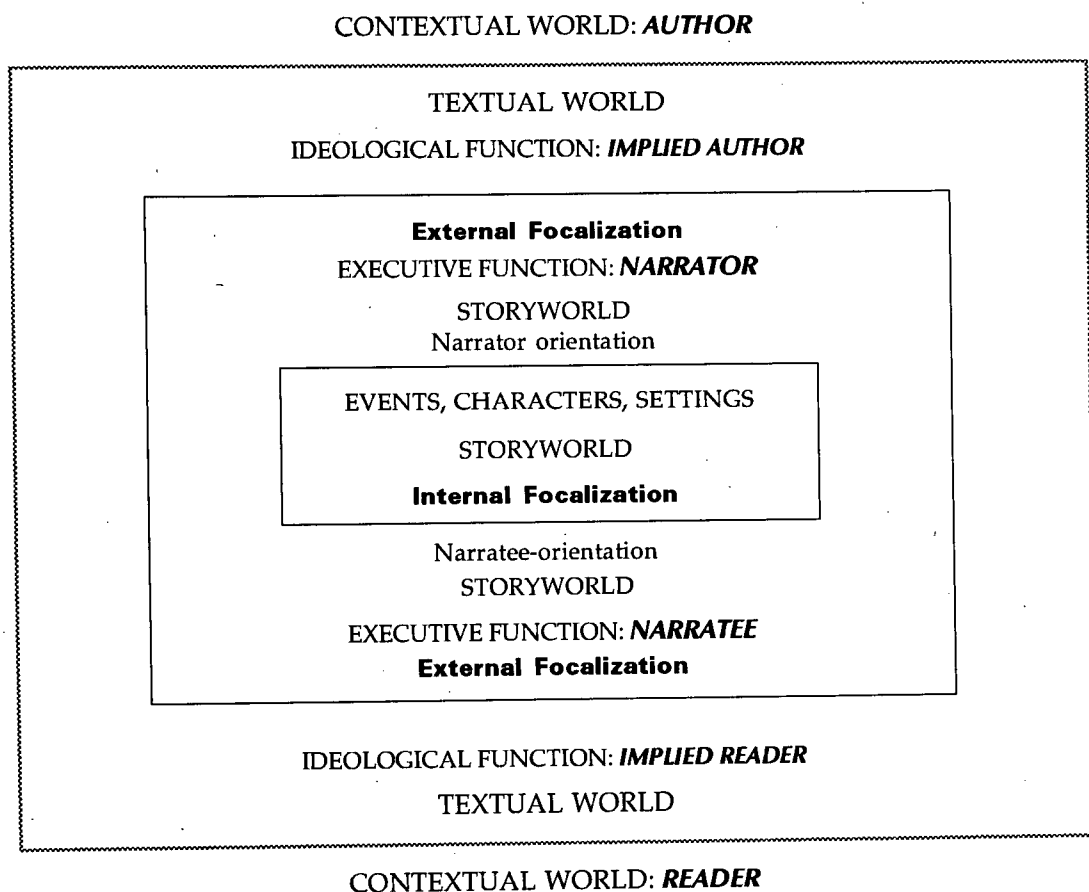 CONTEXTUAL WORLD: AUTHOR
TEXTUAL WORLD
IDEOLOGICAL FUNCTION: IMPLIED AUTHOR
External Focalization
EXECUTIVE FUNCTION: NARRATOR
STORYWORLD
Narrator orientation
EVENTS, CHARACTERS, SETTINGS
STORYWORLD
Internal Focalization
Narratee-orientation
STORYWORLD
EXECUTIVE FUNCTION: NARRATEE
External Focalization
IDEOLOGICAL FUNCTION: IMPLIED READER
TEXTUAL WORLD
CONTEXTUAL WORLD: READER